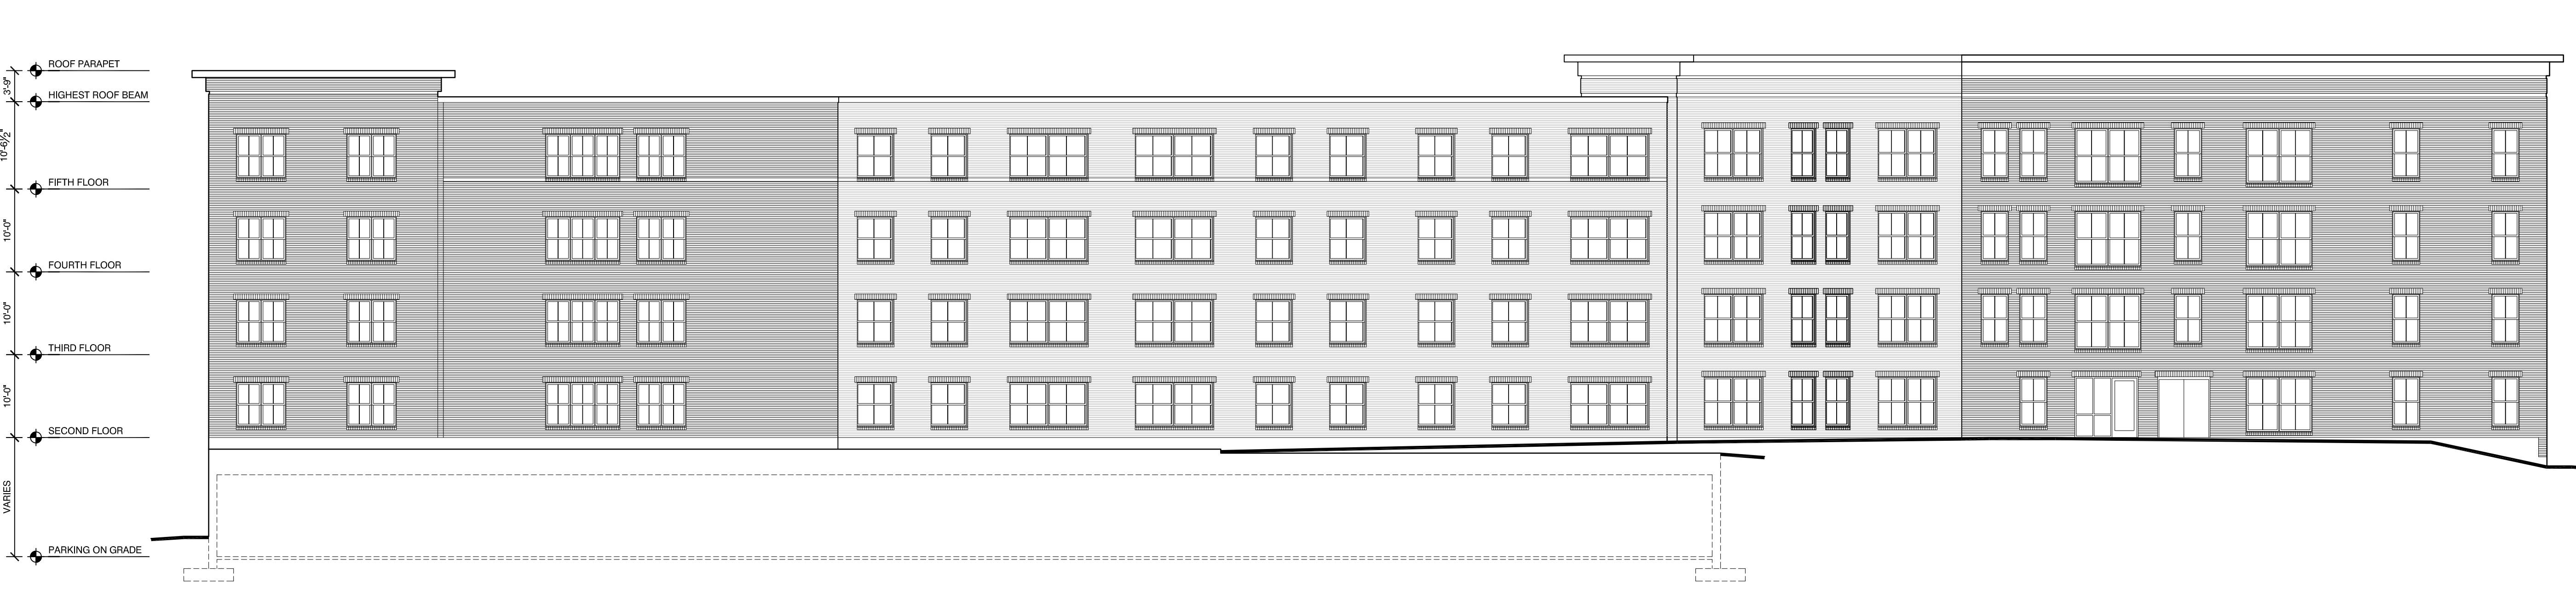 ROOF PARAPET
3'-9"
HIGHEST ROOF BEAM
10'-6½"
FIFTH FLOOR
10'-0"
FOURTH FLOOR
10'-0"
THIRD FLOOR
10'-0"
SECOND FLOOR
VARIES
PARKING ON GRADE